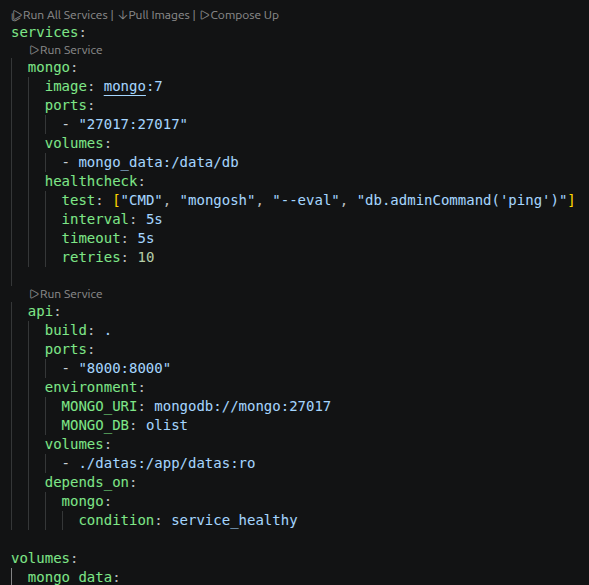 Run All Services | Pull Images | Compose Up
services:
Run Service
  mongo:
    image: mongo:7
    ports:
      - "27017:27017"
    volumes:
      - mongo_data:/data/db
    healthcheck:
      test: ["CMD", "mongosh", "--eval", "db.adminCommand('ping')"]
      interval: 5s
      timeout: 5s
      retries: 10
Run Service
  api:
    build: .
    ports:
      - "8000:8000"
    environment:
      MONGO_URI: mongodb://mongo:27017
      MONGO_DB: olist
    volumes:
      - ./datas:/app/datas:ro
    depends_on:
      mongo:
        condition: service_healthy
volumes:
  mongo_data: